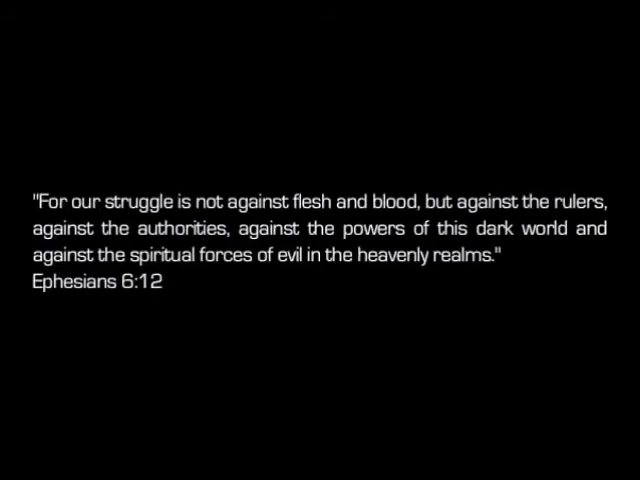 "For our struggle is not against flesh and blood, but against the rulers,
against the authorities, against the powers of this dark world and
against the spiritual forces of evil in the heavenly realms."
Ephesians 6:12